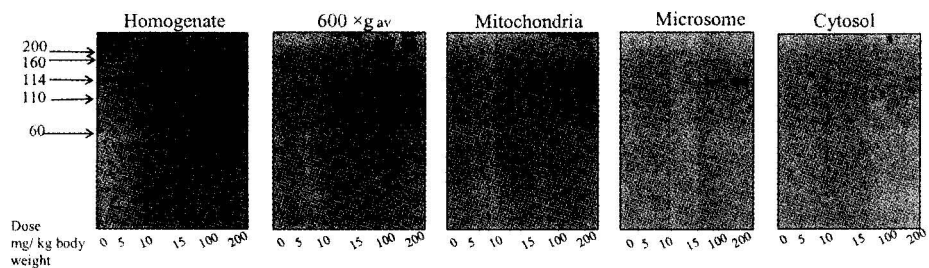 Homogenate 600 ×g av Mitochondria Microsome Cytosol
200
160
114
110
60
Dose
mg/ kg body
weight
0 5 10 15 100 200 0 5 10 15 100 200 0 5 10 15 100 200 0 5 10 15 100 200 0 5 10 15 100 200